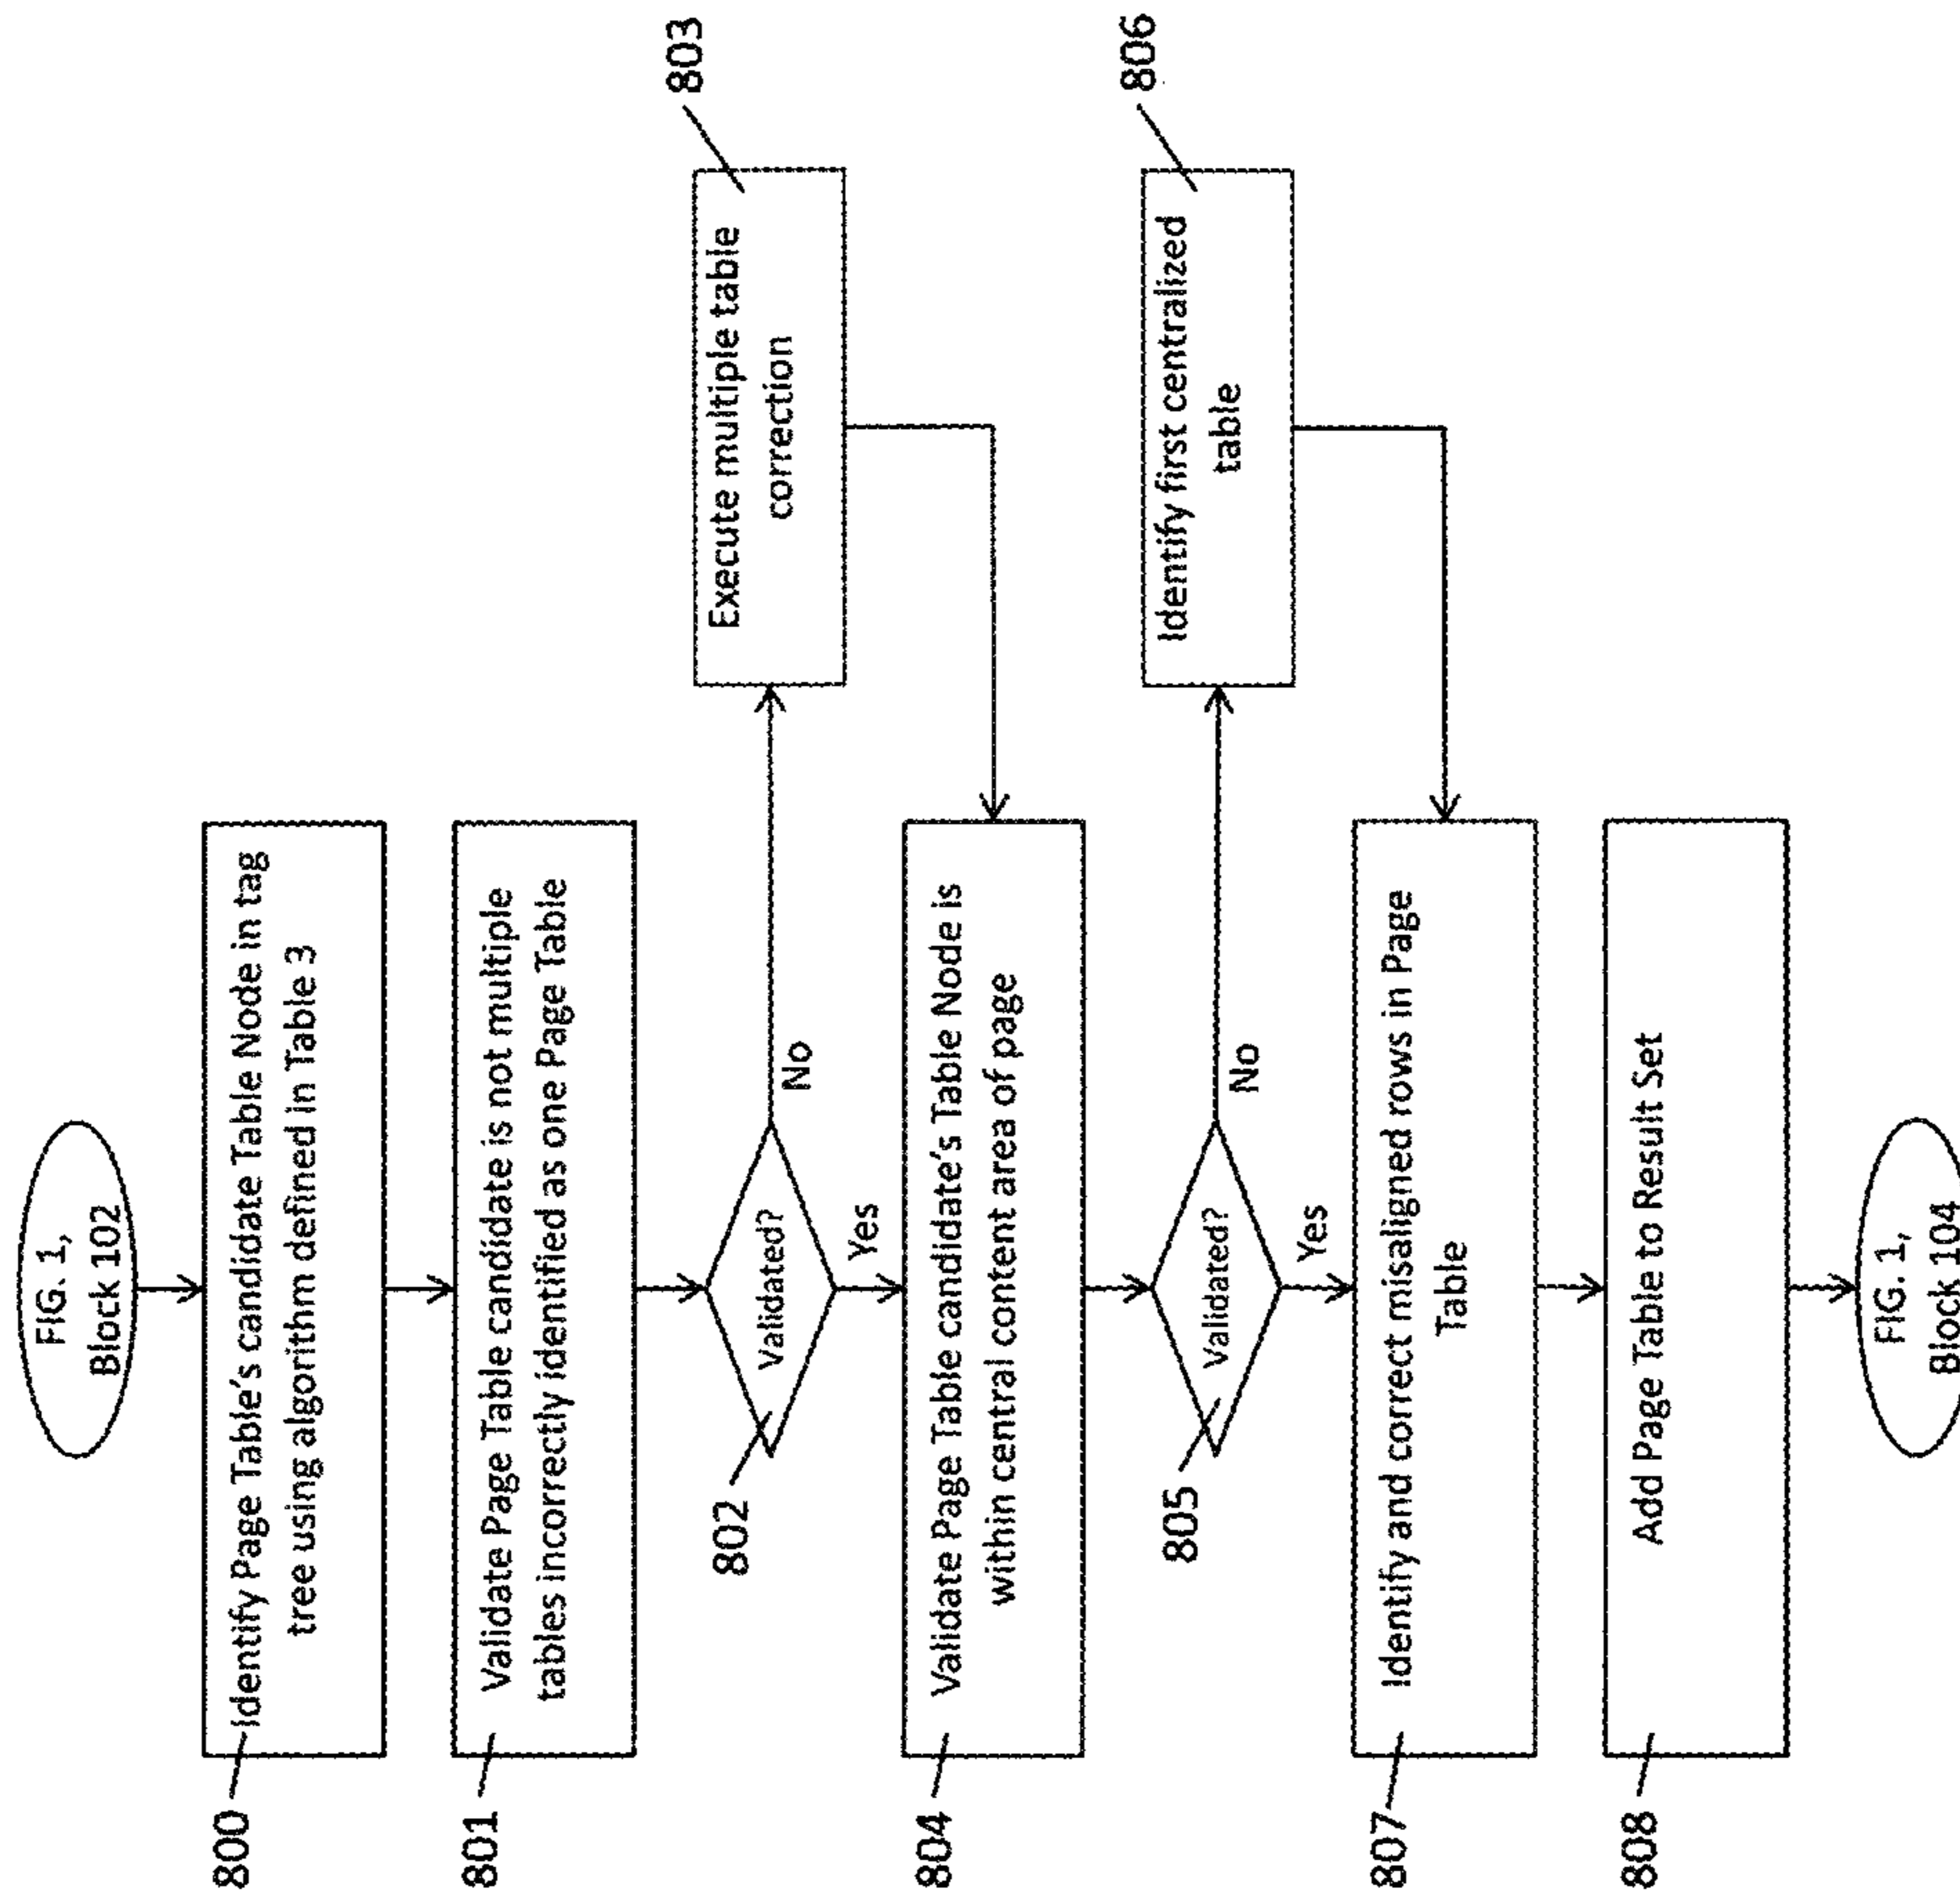 FIG. 1,
Block 102
800
Identify Page Table's candidate Table Node in tag
tree using algorithm defined in Table 3
801
Validate Page Table candidate is not multiple
tables incorrectly identified as one Page Table
802
Validated?
No
Yes
803
Execute multiple table
correction
804
Validate Page Table candidate's Table Node is
within central content area of page
805
Validated?
No
Yes
806
Identify first centralized
table
807
Identify and correct misaligned rows in Page
Table
808
Add Page Table to Result Set
FIG. 1,
Block 104